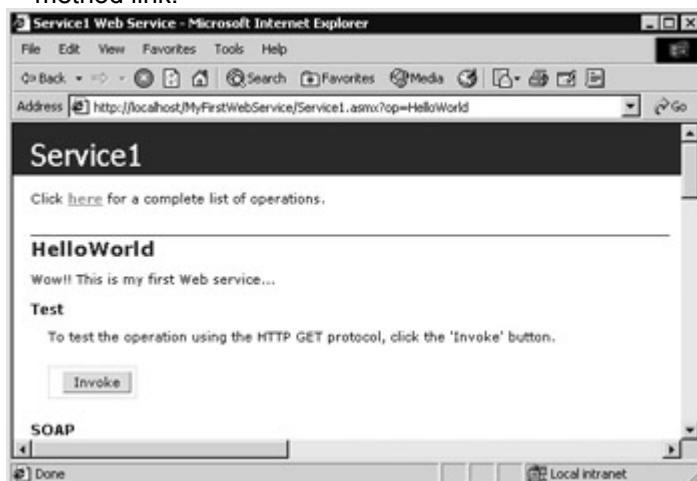 method link.
Service1 Web Service - Microsoft Internet Explorer
File Edit View Favorites Tools Help
Back Search Favorites Media
Address http://localhost/MyFirstWebService/Service1.asmx?op=HelloWorld Go
Service1
Click here for a complete list of operations.
HelloWorld
Wow!! This is my first Web service...
Test
To test the operation using the HTTP GET protocol, click the 'Invoke' button.
Invoke
SOAP
Done Local intranet